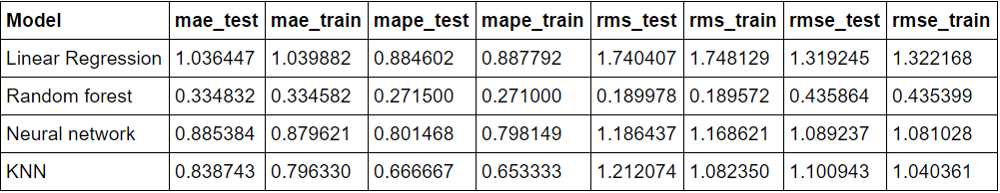 Model mae_test mae_train mape_test mape_train rms_test rms_train rmse_test rmse_train
Linear Regression 1.036447 1.039882 0.884602 0.887792 1.740407 1.748129 1.319245 1.322168
Random forest 0.334832 0.334582 0.271500 0.271000 0.189978 0.189572 0.435864 0.435399
Neural network 0.885384 0.879621 0.801468 0.798149 1.186437 1.168621 1.089237 1.081028
KNN 0.838743 0.796330 0.666667 0.653333 1.212074 1.082350 1.100943 1.040361